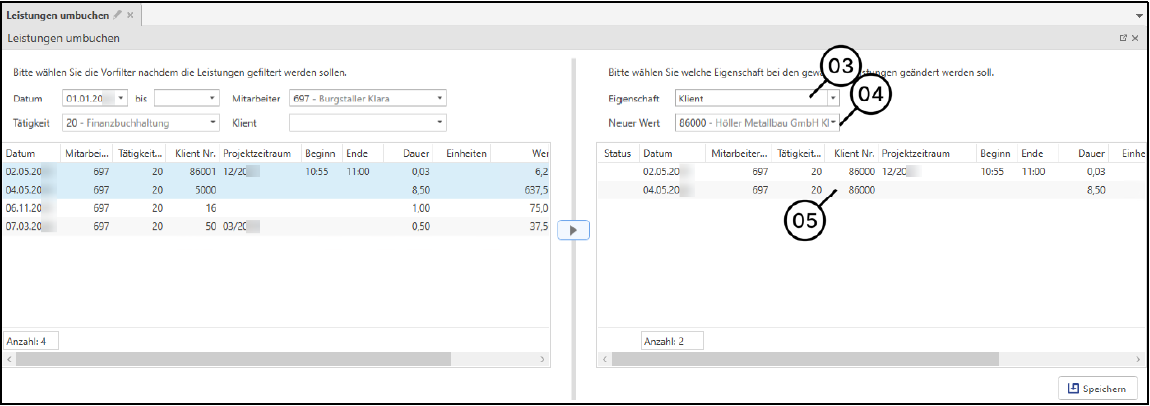 Leistungen umbuchen
Leistungen umbuchen
Bitte wählen Sie die Vorfilter nachdem die Leistungen gefiltert werden sollen.
Datum 01.01.20 bis Mitarbeiter 697 - Burgstaller Klara
Tätigkeit 20 - Finanzbuchhaltung Klient
Datum Mitarbei... Tätigkeit... Klient Nr. Projektzeitraum Beginn Ende Dauer Einheiten Wer
02.05.20 697 20 86001 12/20 10:55 11:00 0,03 6,2
04.05.20 697 20 5000 8,50 637,5
06.11.20 697 20 16 1,00 75,0
07.03.20 697 20 50 03/20 0,50 37,5
Anzahl: 4
Bitte wählen Sie welche Eigenschaft bei den gewä stungen geändert werden soll.
03
Eigenschaft Klient
04
Neuer Wert 86000 - Höller Metallbau GmbH Kl
Status Datum Mitarbeiter... Tätigkeit... Klient Nr. Projektzeitraum Beginn Ende Dauer Einhe
02.05.20 697 20 86000 12/20 10:55 11:00 0,03
04.05.20 697 20 86000 8,50
05
Anzahl: 2
Speichern